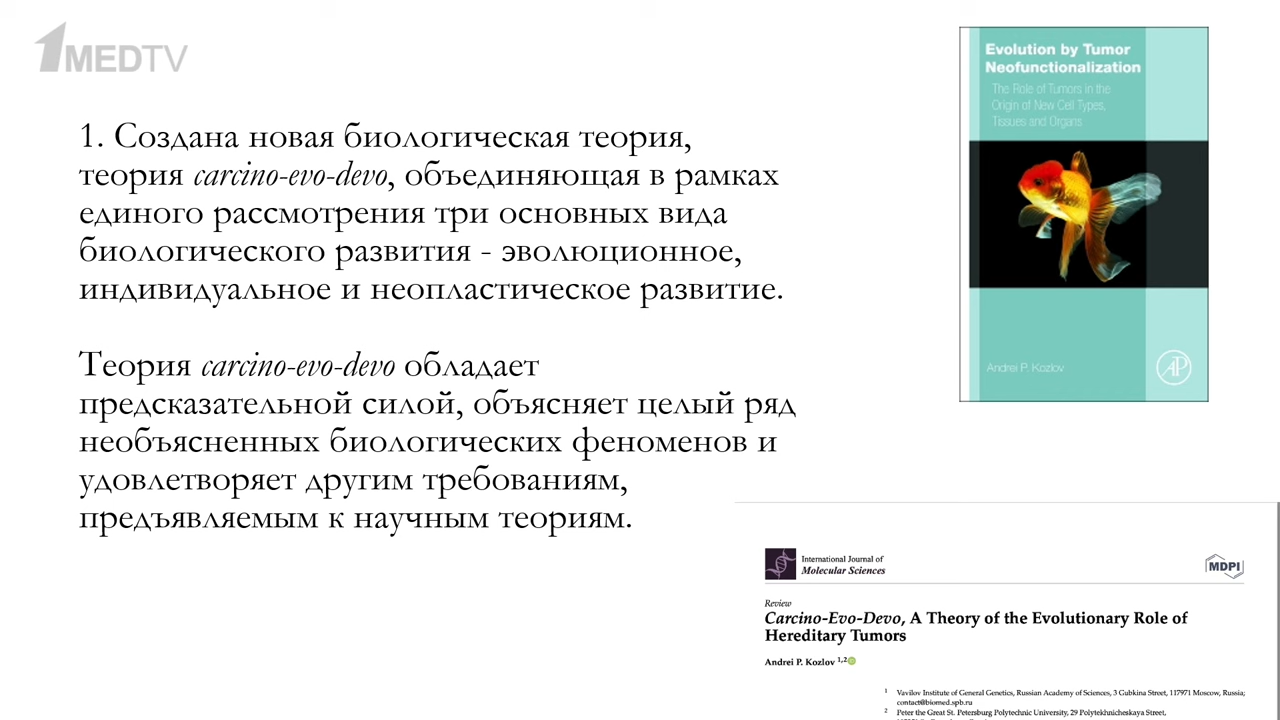 1MEDTV
1. Создана новая биологическая теория,
теория carcino-evo-devo, объединяющая в рамках
единого рассмотрения три основных вида
биологического развития - эволюционное,
индивидуальное и неопластическое развитие.
Теория carcino-evo-devo обладает
предсказательной силой, объясняет целый ряд
необъясненных биологических феноменов и
удовлетворяет другим требованиям,
предъявляемым к научным теориям.
Evolution by Tumor
Neofunctionalization
The Role of Tumors in the
Origin of New Cell Types,
Tissues and Organs
Andrei P. Kozlov
AP
International Journal of
Molecular Sciences
MDPI
Review
Carcino-Evo-Devo, A Theory of the Evolutionary Role of
Hereditary Tumors
Andrei P. Kozlov 1,2
1 Vavilov Institute of General Genetics, Russian Academy of Sciences, 3 Gubkina Street, 117971 Moscow, Russia;
contact@biomed.spb.ru
2 Peter the Great St. Petersburg Polytechnic University, 29 Polytekhnicheskaya Street,